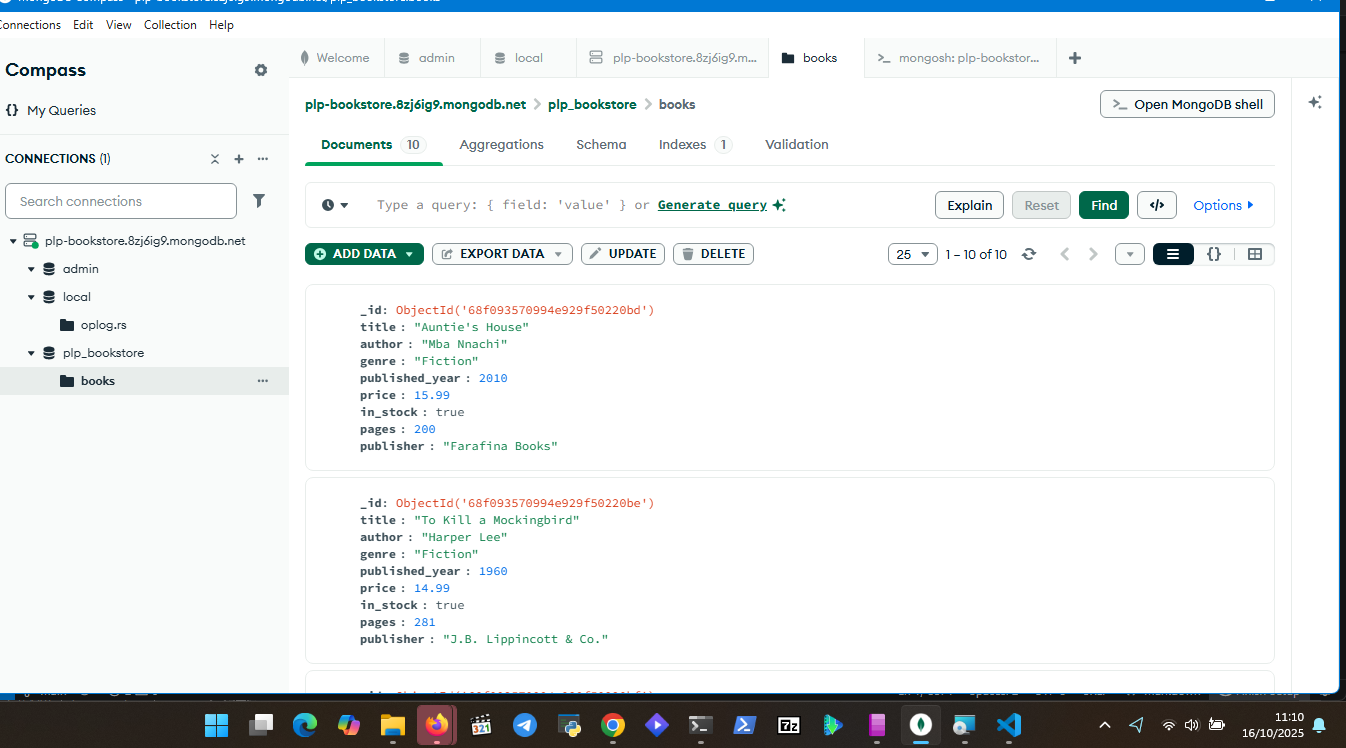 Connections Edit View Collection Help
Compass
{} My Queries
CONNECTIONS (1)
Search connections
plp-bookstore.8zj6ig9.mongodb.net
admin
local
oplog.rs
plp_bookstore
books
Welcome
admin
local
plp-bookstore.8zj6ig9.m...
books
>_ mongosh: plp-bookstor...
plp-bookstore.8zj6ig9.mongodb.net > plp_bookstore > books
>_ Open MongoDB shell
Documents 10 Aggregations Schema Indexes 1 Validation
Type a query: { field: 'value' } or Generate query
Explain Reset Find </> Options
ADD DATA EXPORT DATA UPDATE DELETE
25 1 – 10 of 10 {}
_id: ObjectId('68f093570994e929f50220bd')
title : "Auntie's House"
author : "Mba Nnachi"
genre : "Fiction"
published_year : 2010
price : 15.99
in_stock : true
pages : 200
publisher : "Farafina Books"
_id: ObjectId('68f093570994e929f50220be')
title : "To Kill a Mockingbird"
author : "Harper Lee"
genre : "Fiction"
published_year : 1960
price : 14.99
in_stock : true
pages : 281
publisher : "J.B. Lippincott & Co."
321
7z
11:10
16/10/2025